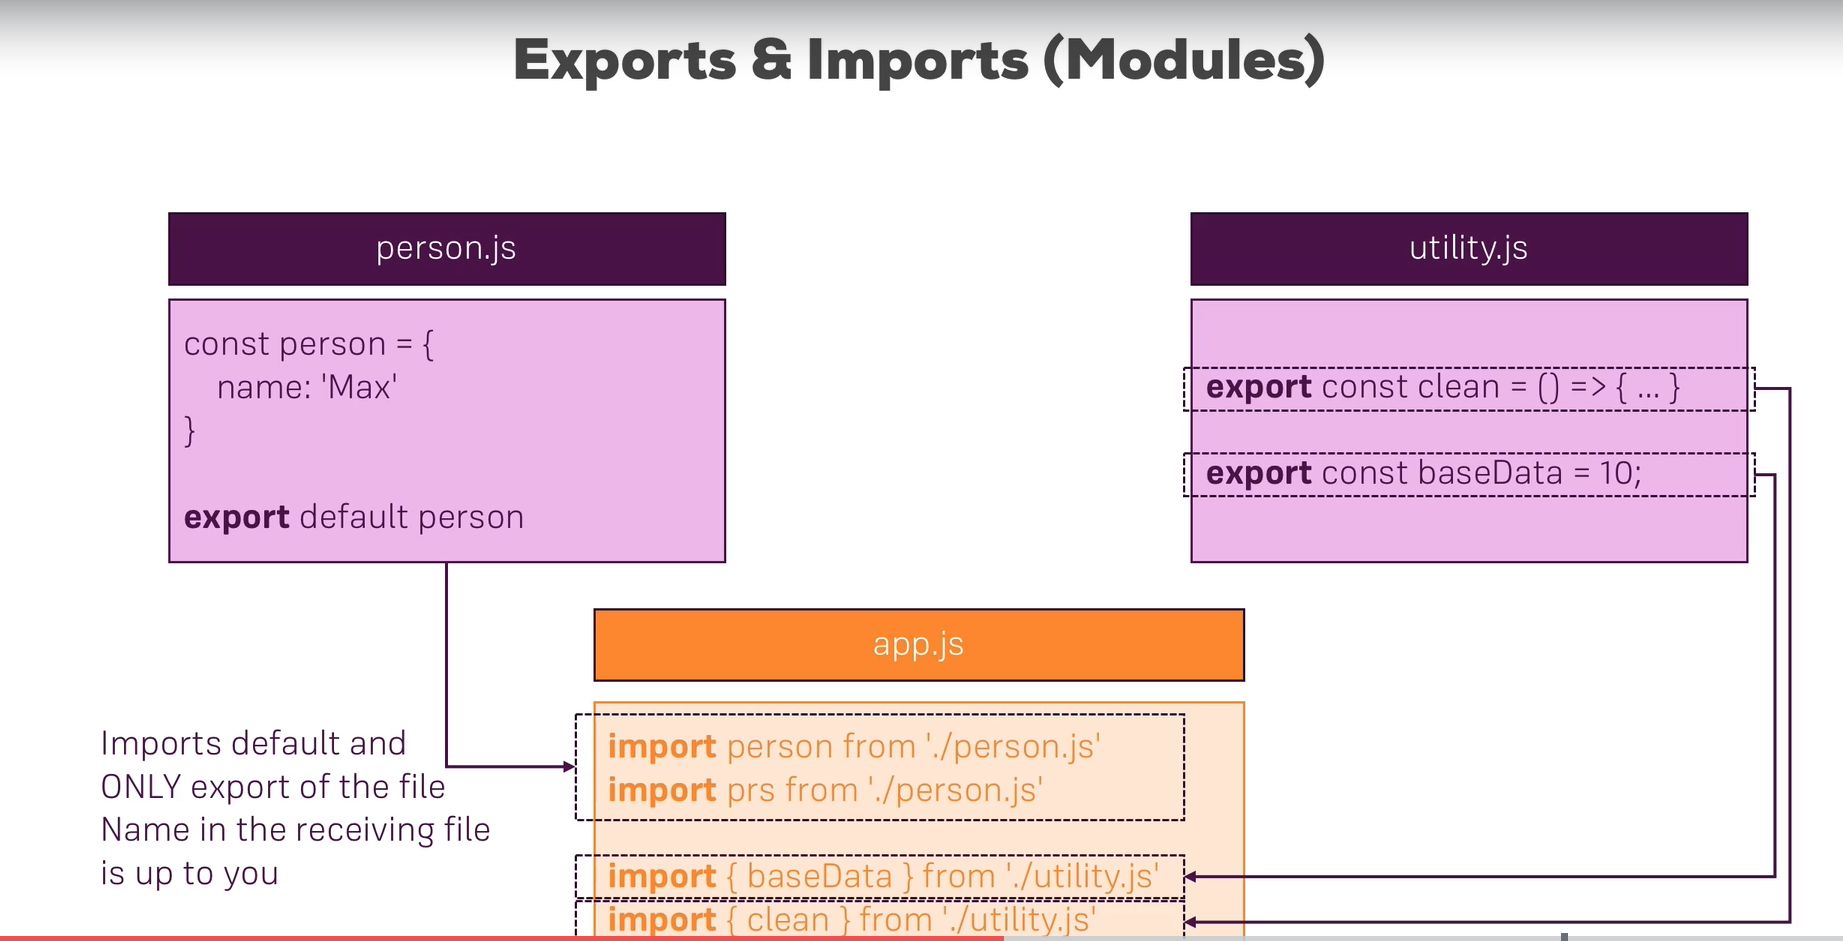 Exports & Imports (Modules)
person.js
const person = {
name: 'Max'
}
export default person
utility.js
export const clean = () => { ... }
export const baseData = 10;
app.js
import person from './person.js'
import prs from './person.js'
import { baseData } from './utility.js'
import { clean } from './utility.js'
Imports default and
ONLY export of the file
Name in the receiving file
is up to you